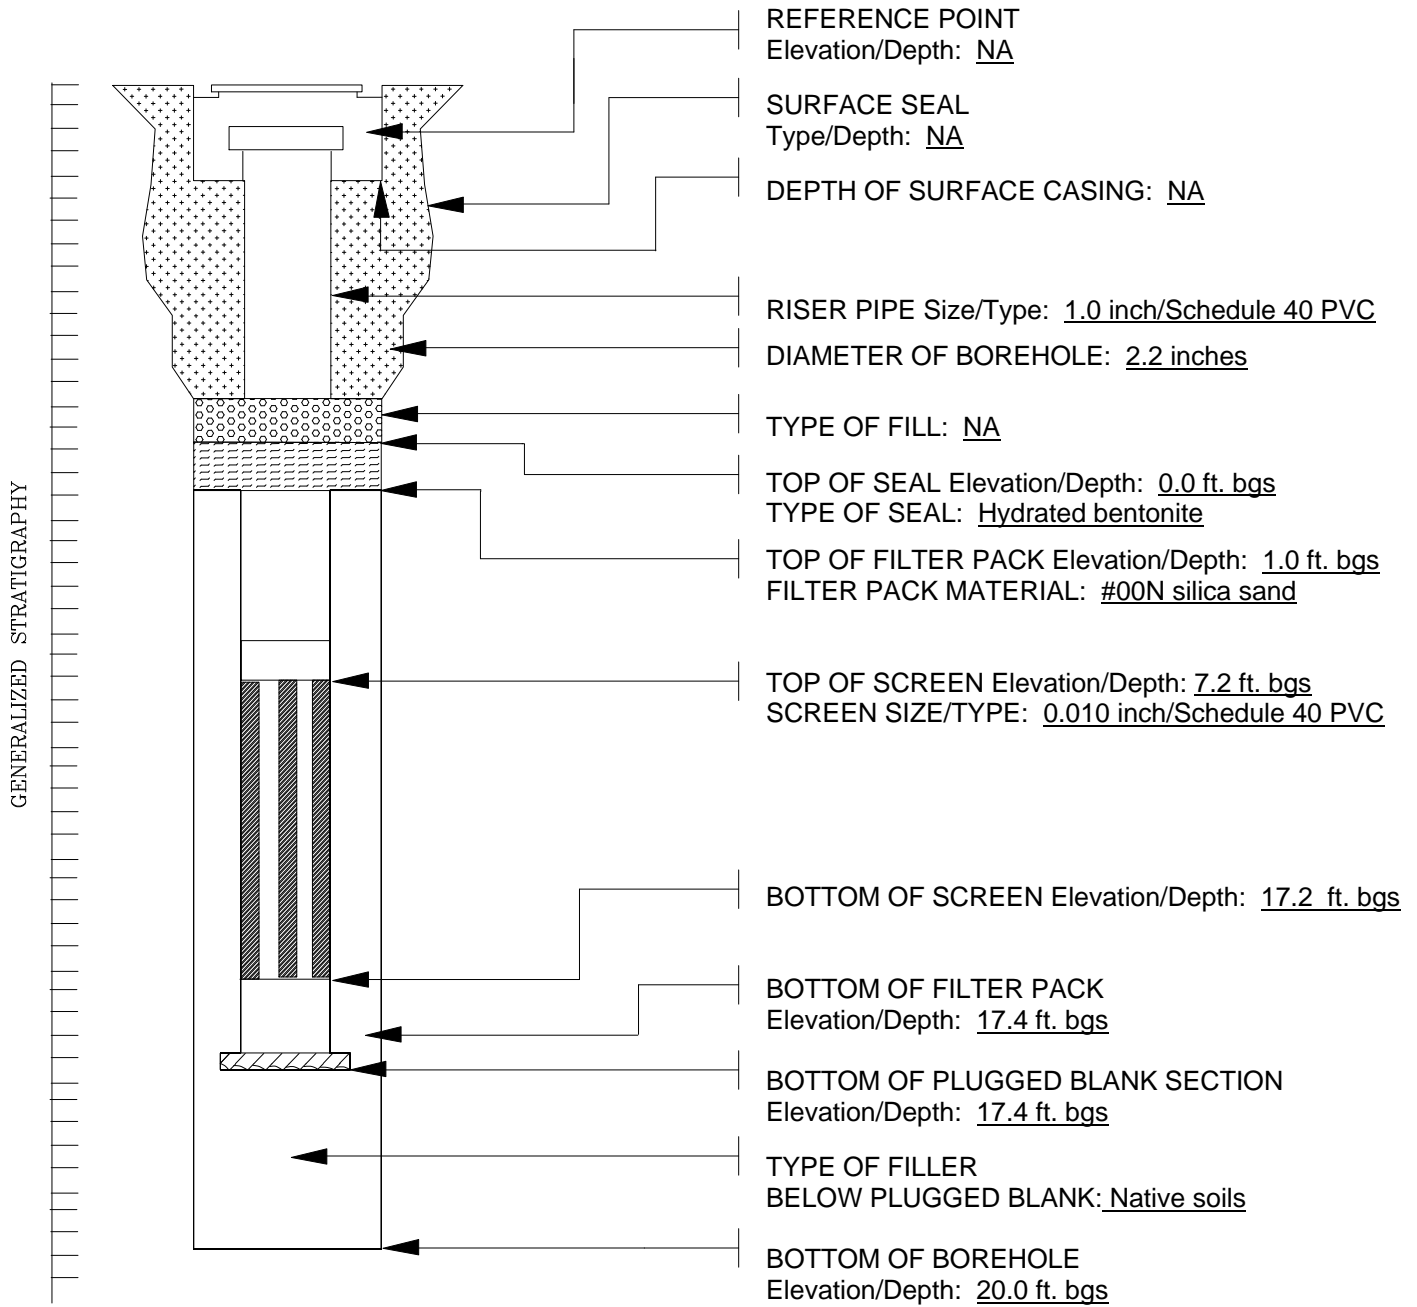 REFERENCE POINT
Elevation/Depth: NA
SURFACE SEAL
Type/Depth: NA
DEPTH OF SURFACE CASING: NA
RISER PIPE Size/Type: 1.0 inch/Schedule 40 PVC
DIAMETER OF BOREHOLE: 2.2 inches
TYPE OF FILL: NA
TOP OF SEAL Elevation/Depth: 0.0 ft. bgs
TYPE OF SEAL: Hydrated bentonite
TOP OF FILTER PACK Elevation/Depth: 1.0 ft. bgs
FILTER PACK MATERIAL: #00N silica sand
TOP OF SCREEN Elevation/Depth: 7.2 ft. bgs
SCREEN SIZE/TYPE: 0.010 inch/Schedule 40 PVC
BOTTOM OF SCREEN Elevation/Depth: 17.2 ft. bgs
BOTTOM OF FILTER PACK
Elevation/Depth: 17.4 ft. bgs
BOTTOM OF PLUGGED BLANK SECTION
Elevation/Depth: 17.4 ft. bgs
TYPE OF FILLER
BELOW PLUGGED BLANK: Native soils
BOTTOM OF BOREHOLE
Elevation/Depth: 20.0 ft. bgs
GENERALIZED STRATIGRAPHY